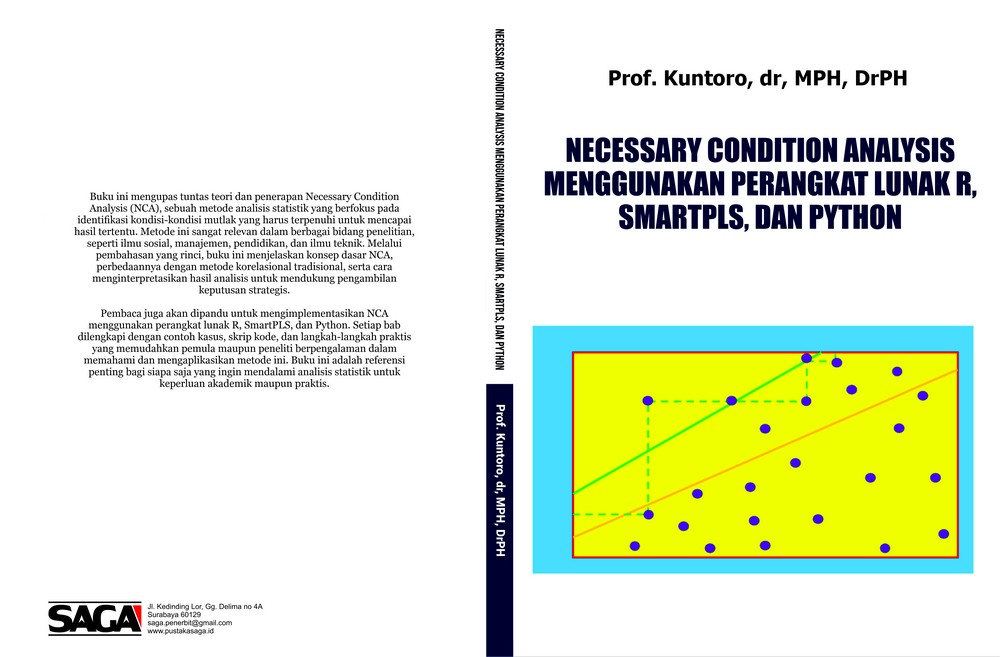 Buku ini mengupas tuntas teori dan penerapan Necessary Condition
Analysis (NCA), sebuah metode analisis statistik yang berfokus pada
identifikasi kondisi-kondisi mutlak yang harus terpenuhi untuk mencapai
hasil tertentu. Metode ini sangat relevan dalam berbagai bidang penelitian,
seperti ilmu sosial, manajemen, pendidikan, dan ilmu teknik. Melalui
pembahasan yang rinci, buku ini menjelaskan konsep dasar NCA,
perbedaannya dengan metode korelasional tradisional, serta cara
menginterpretasikan hasil analisis untuk mendukung pengambilan
keputusan strategis.
Pembaca juga akan dipandu untuk mengimplementasikan NCA
menggunakan perangkat lunak R, SmartPLS, dan Python. Setiap bab
dilengkapi dengan contoh kasus, skrip kode, dan langkah-langkah praktis
yang memudahkan pemula maupun peneliti berpengalaman dalam
memahami dan mengaplikasikan metode ini. Buku ini adalah referensi
penting bagi siapa saja yang ingin mendalami analisis statistik untuk
keperluan akademik maupun praktis.
SAGA
Jl. Kedinding Lor, Gg. Delima no 4A
Surabaya 60129
saga.penerbit@gmail.com
www.pustakasaga.id
NECESSARY CONDITION ANALYSIS MENGGUNAKAN PERANGKAT LUNAK R, SMARTPLS, DAN PYTHON
Prof. Kuntoro, dr, MPH, DrPH
Prof. Kuntoro, dr, MPH, DrPH
NECESSARY CONDITION ANALYSIS
MENGGUNAKAN PERANGKAT LUNAK R,
SMARTPLS, DAN PYTHON